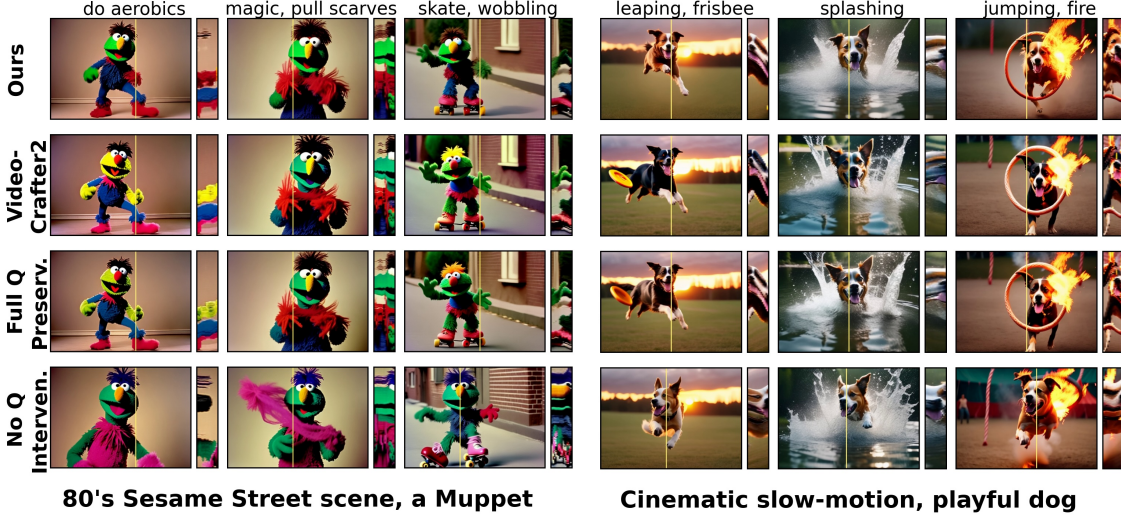 do aerobics
magic, pull scarves
skate, wobbling
leaping, frisbee
splashing
jumping, fire
Ours
Video-
Crafter2
Full Q
Preserv.
No Q
Interven.
80's Sesame Street scene, a Muppet
Cinematic slow-motion, playful dog